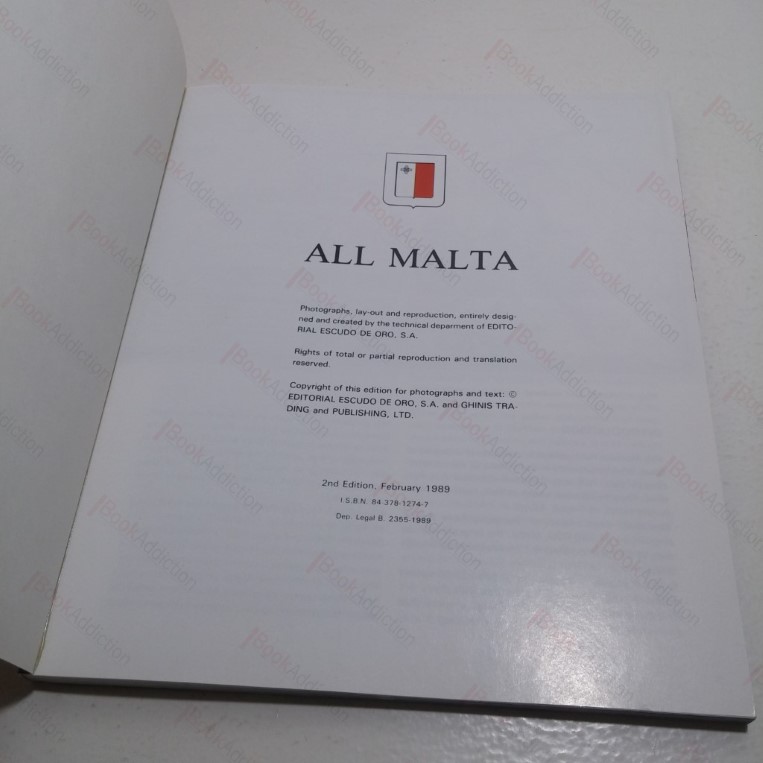 ALL MALTA
Photographs, lay-out and reproduction, entirely desig-
ned and created by the technical deparment of EDITO-
RIAL ESCUDO DE ORO, S.A.
Rights of total or partial reproduction and translation
reserved.
Copyright of this edition for photographs and text: ©
EDITORIAL ESCUDO DE ORO, S.A. and GHINIS TRA-
DING and PUBLISHING, LTD.
2nd Edition, February 1989
I.S.B.N. 84-378-1274-7
Dep. Legal B. 2355-1989
BookAddiction